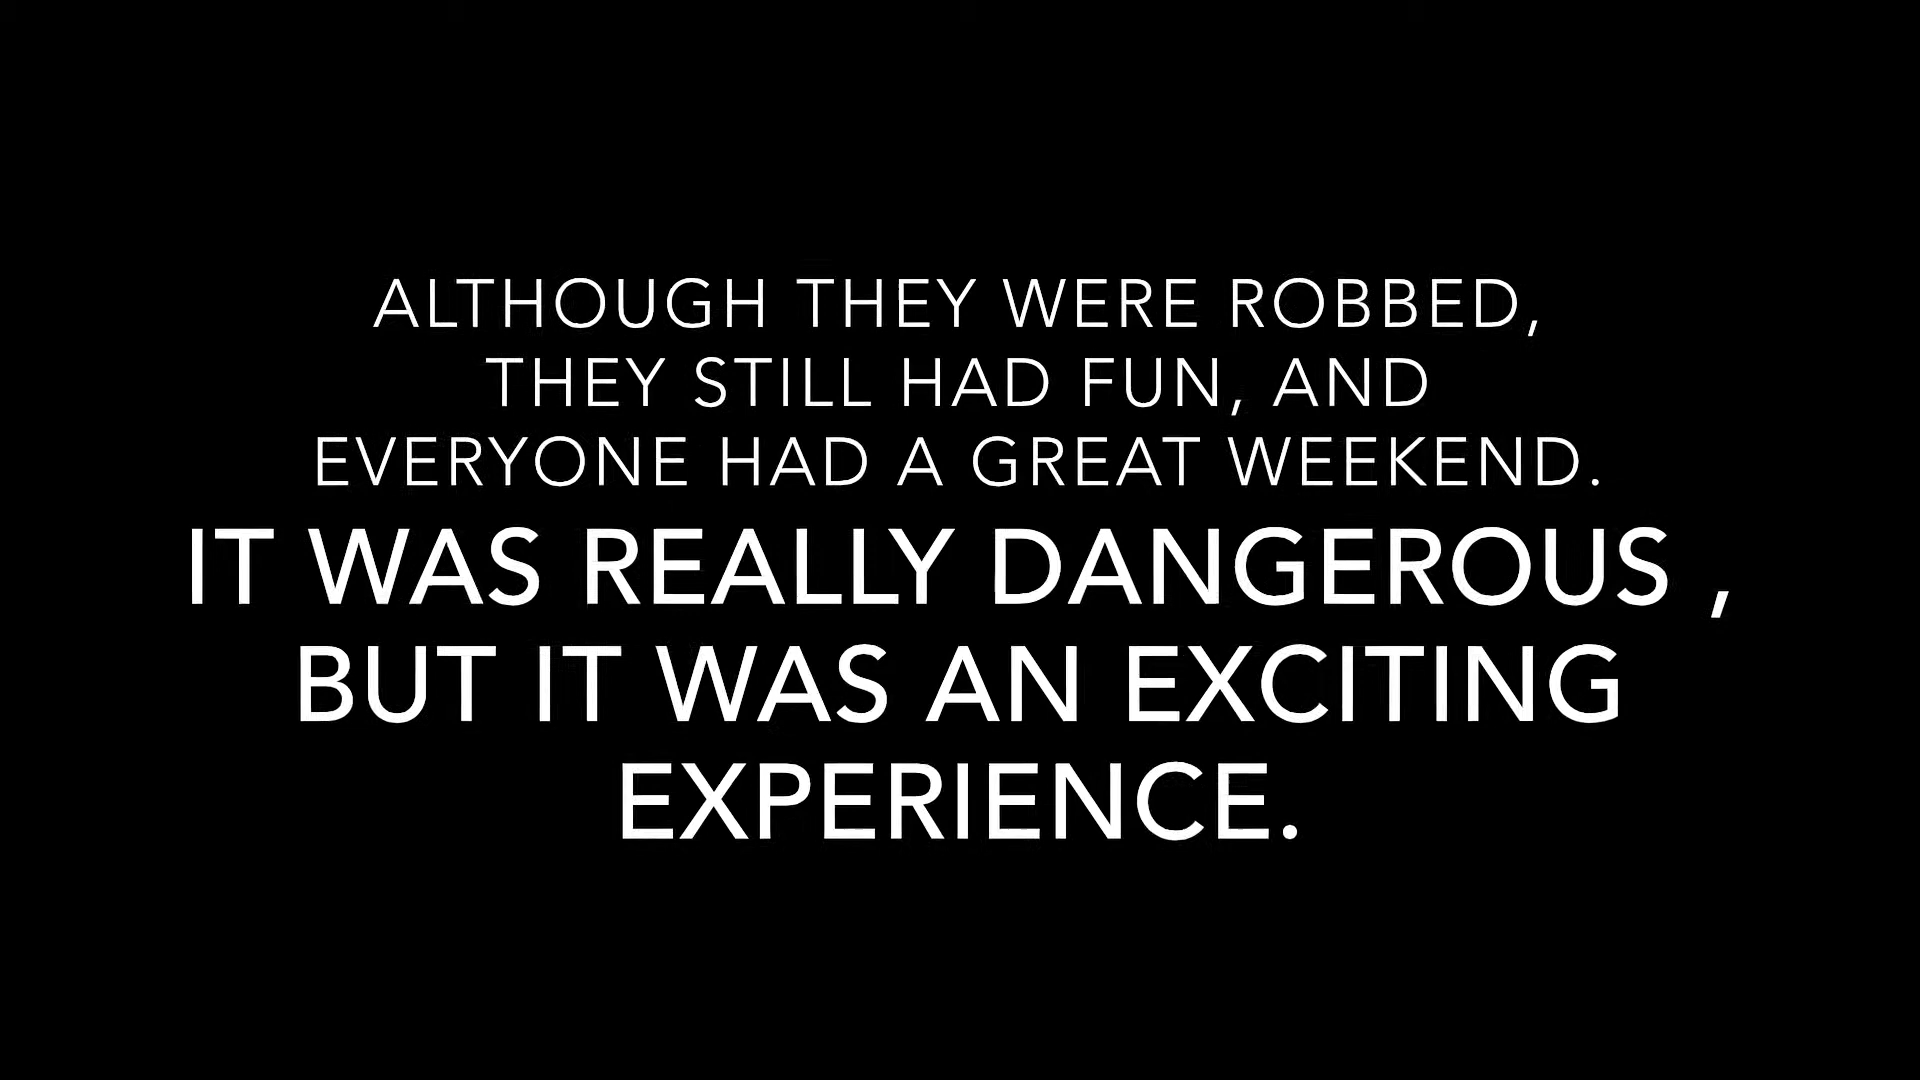 ALTHOUGH THEY WERE ROBBED,
THEY STILL HAD FUN, AND
EVERYONE HAD A GREAT WEEKEND.
IT WAS REALLY DANGEROUS ,
BUT IT WAS AN EXCITING
EXPERIENCE.